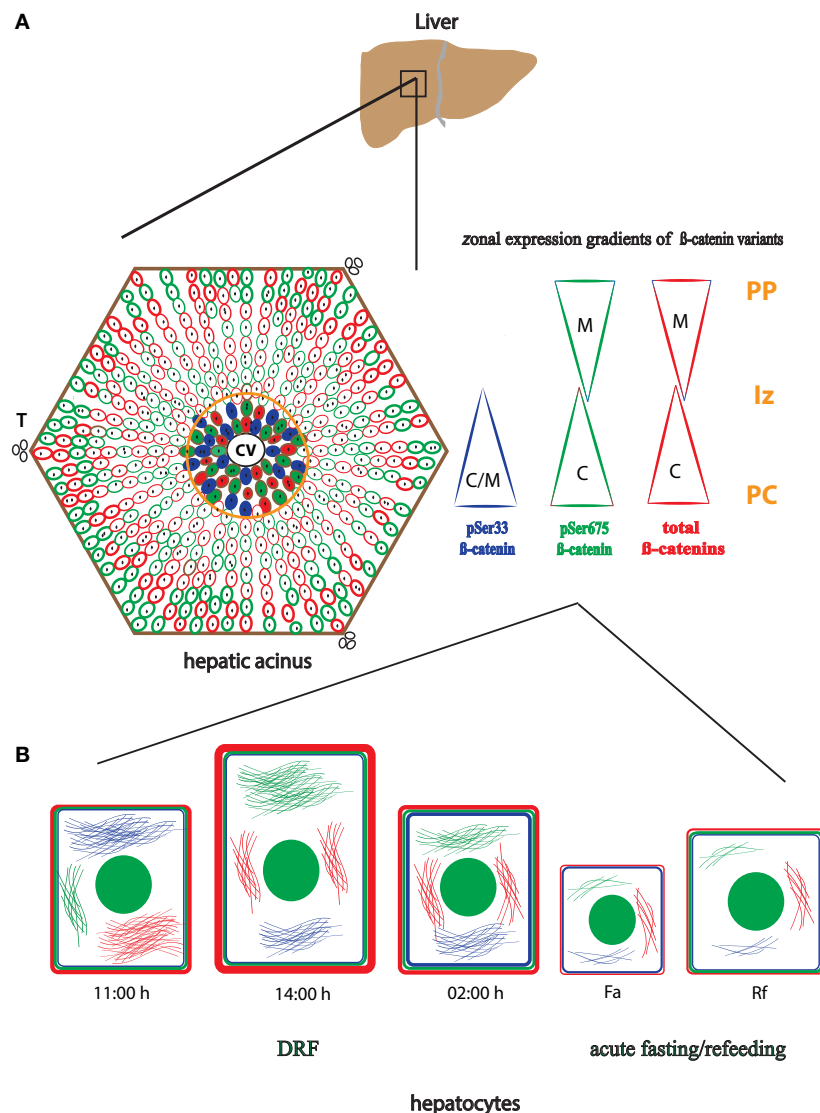 A
Liver
zonal expression gradients of ß-catenin variants
PP
M
M
Iz
T
CV
C/M
C
C
PC
pSer33
ß-catenin
pSer675
ß-catenin
total
ß-catenins
hepatic acinus
B
11:00 h
14:00 h
02:00 h
Fa
Rf
DRF
acute fasting/refeeding
hepatocytes